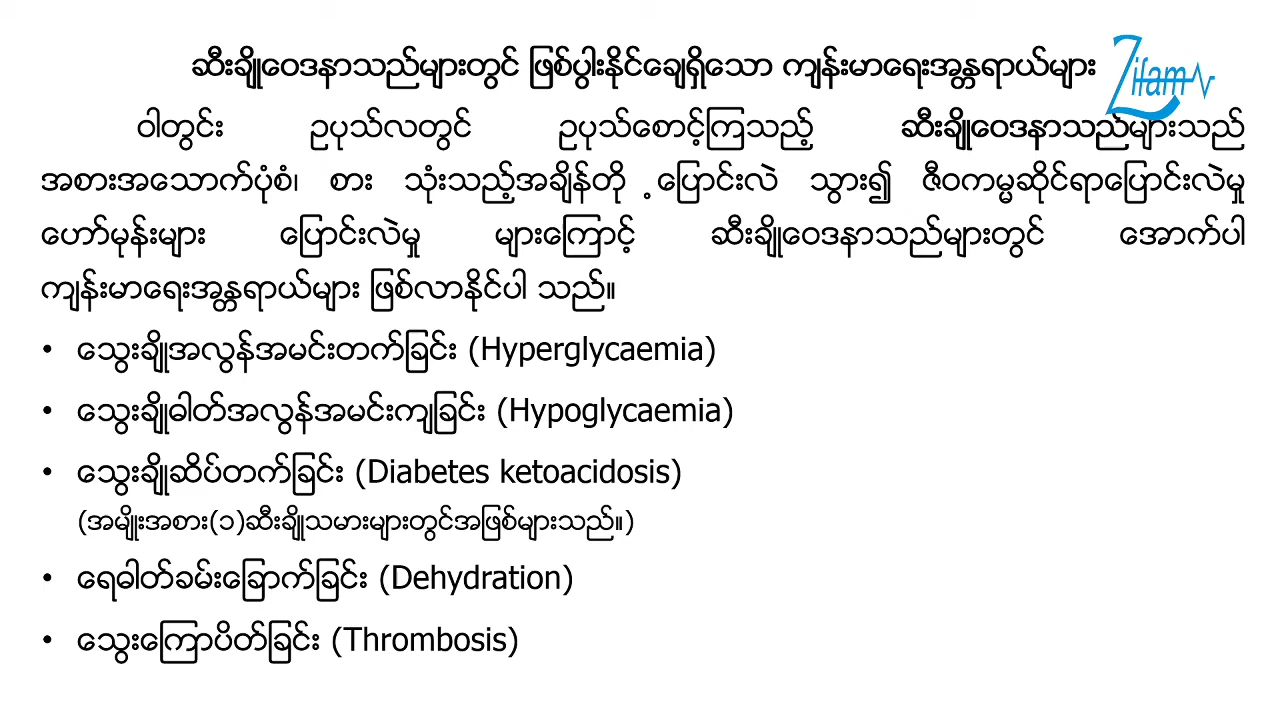 ဆီးချိုဝေဒနာသည်များတွင် ဖြစ်ပွါးနိုင်ချေရှိသော ကျန်းမာရေးအန္တရာယ်များ
Zifam
ဝါတွင်း ဥပုသ်လတွင် ဥပုသ်စောင့်ကြသည့် ဆီးချိုဝေဒနာသည်များသည်
အစားအသောက်ပုံစံ၊ စား သုံးသည့်အချိန်တို ့ပြောင်းလဲ သွား၍ ဇီဝကမ္မဆိုင်ရာပြောင်းလဲမှု
ဟော်မုန်းများ ပြောင်းလဲမှု များကြောင့် ဆီးချိုဝေဒနာသည်များတွင် အောက်ပါ
ကျန်းမာရေးအန္တရာယ်များ ဖြစ်လာနိုင်ပါ သည်။
• သွေးချိုအလွန်အမင်းတက်ခြင်း (Hyperglycaemia)
• သွေးချိုဓါတ်အလွန်အမင်းကျခြင်း (Hypoglycaemia)
• သွေးချိုဆိပ်တက်ခြင်း (Diabetes ketoacidosis)
(အမျိုးအစား(၁)ဆီးချိုသမားများတွင်အဖြစ်များသည်။)
• ရေဓါတ်ခမ်းခြောက်ခြင်း (Dehydration)
• သွေးကြောပိတ်ခြင်း (Thrombosis)